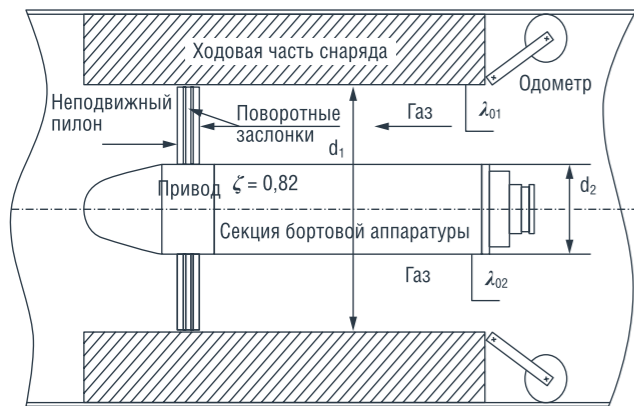 Ходовая часть снаряда
Одометр
Неподвижный
пилон
Поворотные
заслонки
Газ
λ01
d1
Привод
ζ = 0,82
d2
Секция бортовой аппаратуры
Газ
λ02